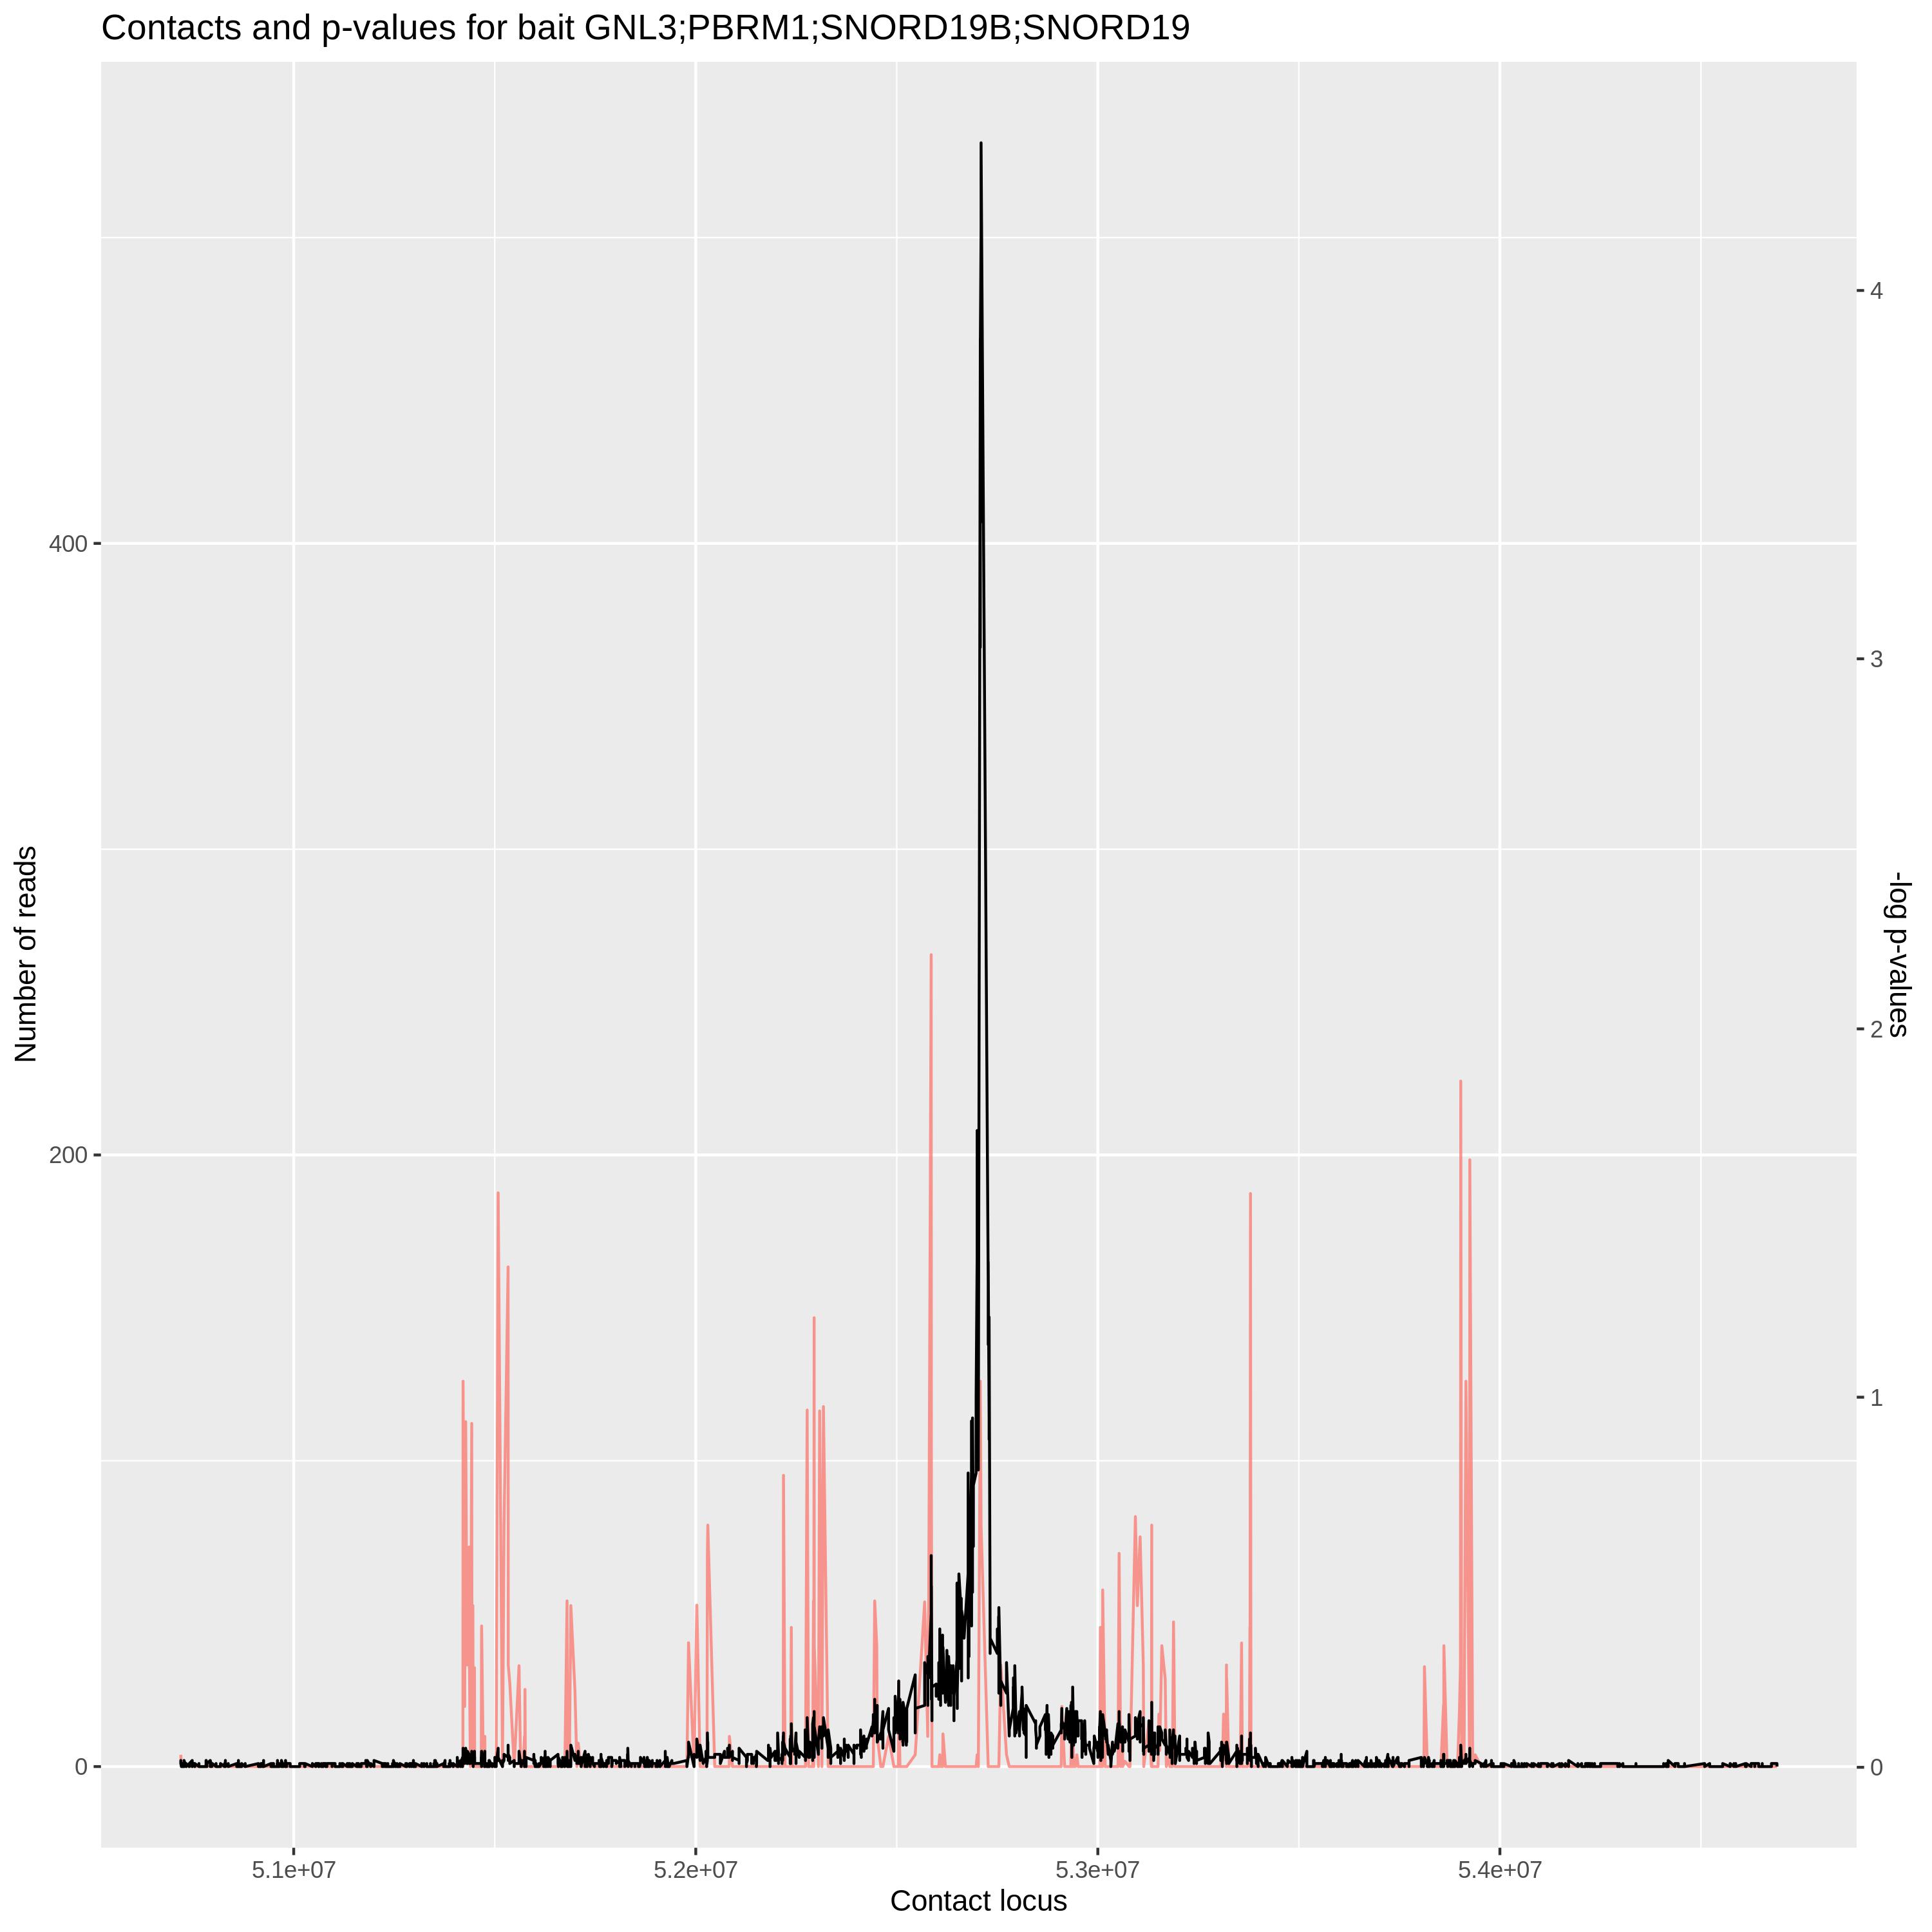 Contacts and p-values for bait GNL3;PBRM1;SNORD19B;SNORD19
Number of reads
400
200
0
4
3
2
1
0
-log p-values
5.1e+07 5.2e+07 5.3e+07 5.4e+07
Contact locus